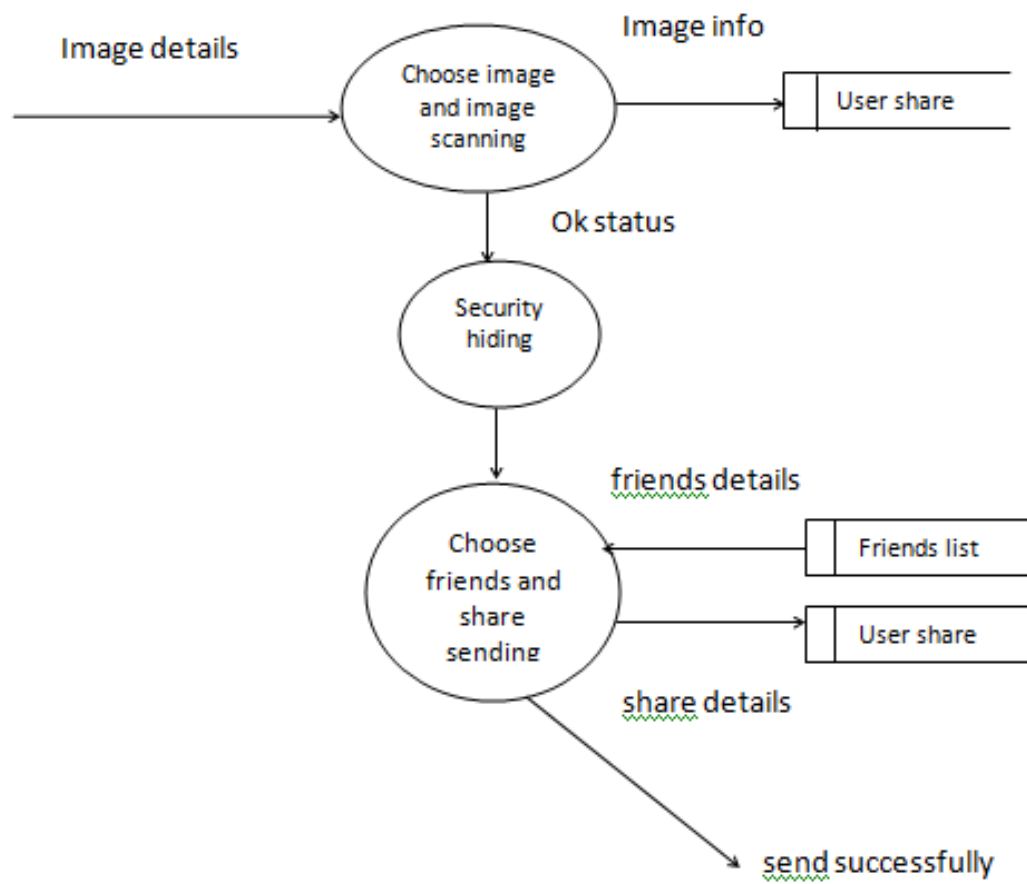 Image details
Image info
Choose image
and image
scanning
User share
Ok status
Security
hiding
friends details
Choose
friends and
share
sending
Friends list
User share
share details
send successfully